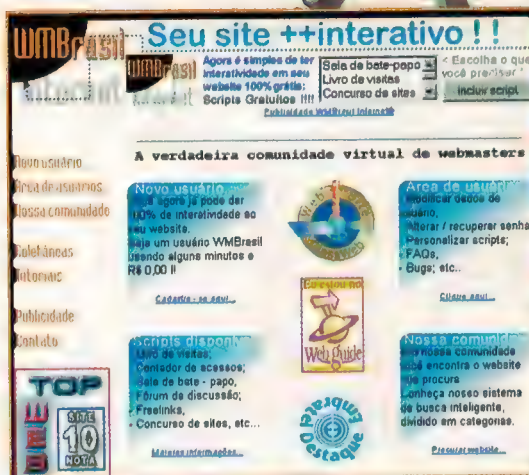 WMBrasil
Seu site ++interativo !!
WMBrasil
Agora é simples de ter
interatividade em seu
website 100% grátis;
Scripts Gratuitos !!!!
Sala de bate-papo
Livro de visitas
Concurso de sites
< Escolha o que
você precisar
Incluir script
Publicidade WMBrasil Internet®
A verdadeira comunidade virtual de webmasters
Novo usuário
Área de usuários
Nossa comunidade
Coletâneas
Tutoriais
Publicidade
Contato
TOP
WEB
SITE
10
NOTA
Novo usuário
agora já pode dar
100% de interatividade ao
seu website.
Seja um usuário WMBrasil
usando alguns minutos e
R$ 0,00 !!
Cadastre - se aqui...
Scripts disponí
Livro de visitas;
Contador de acessos;
Sala de bate - papo,
Fórum de discussão;
Freelinks,
Concurso de sites, etc...
Maiores informações...
Eu estou no
Web guide
Destaque
Área de usuári
Modificar dados de
usuário,
Alterar / recuperar senha
Personalizar scripts;
FAQs,
Bugs; etc..
Clique aqui...
Nossa comunid
nossa comunidade
você encontra o website
que procura
Conheça nosso sistema
de busca inteligente,
dividido em categorias.
Procurar website...